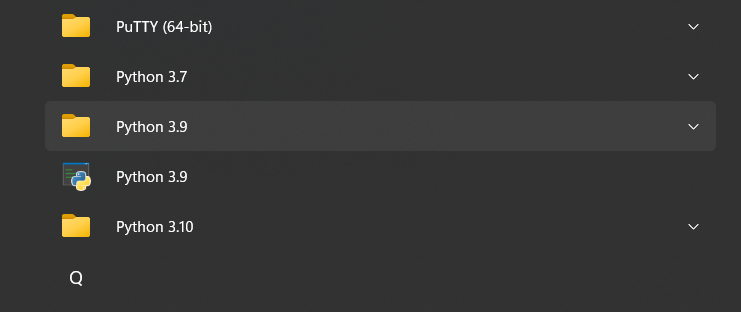 PuTTY (64-bit)
Python 3.7
Python 3.9
Python 3.9
Python 3.10
Q